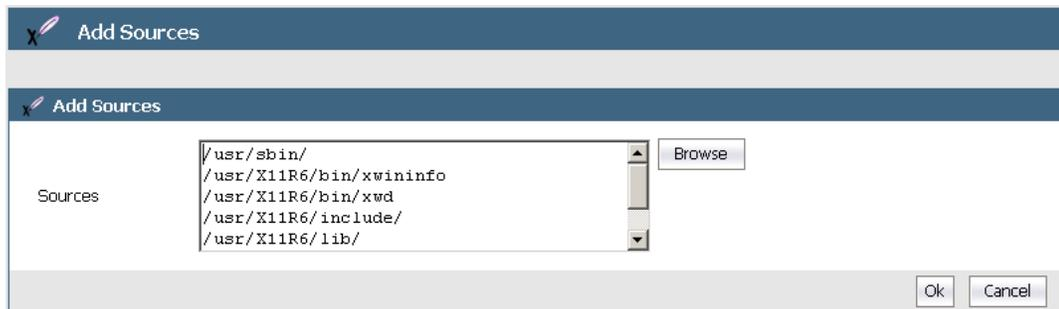 Add Sources
Add Sources
Sources
/usr/sbin/
/usr/X11R6/bin/xwininfo
/usr/X11R6/bin/xwd
/usr/X11R6/include/
/usr/X11R6/lib/
Browse
Ok
Cancel